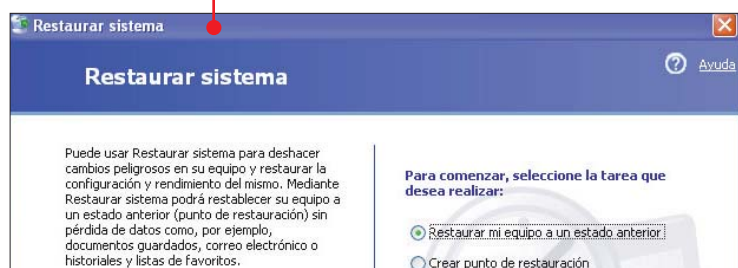 Restaurar sistema
Ayuda
Restaurar sistema
Puede usar Restaurar sistema para deshacer
cambios peligrosos en su equipo y restaurar la
configuración y rendimiento del mismo. Mediante
Restaurar sistema podrá restablecer su equipo a
un estado anterior (punto de restauración) sin
pérdida de datos como, por ejemplo,
documentos guardados, correo electrónico o
historiales y listas de favoritos.
Para comenzar, seleccione la tarea que
desea realizar:
Restaurar mi equipo a un estado anterior
Crear punto de restauración